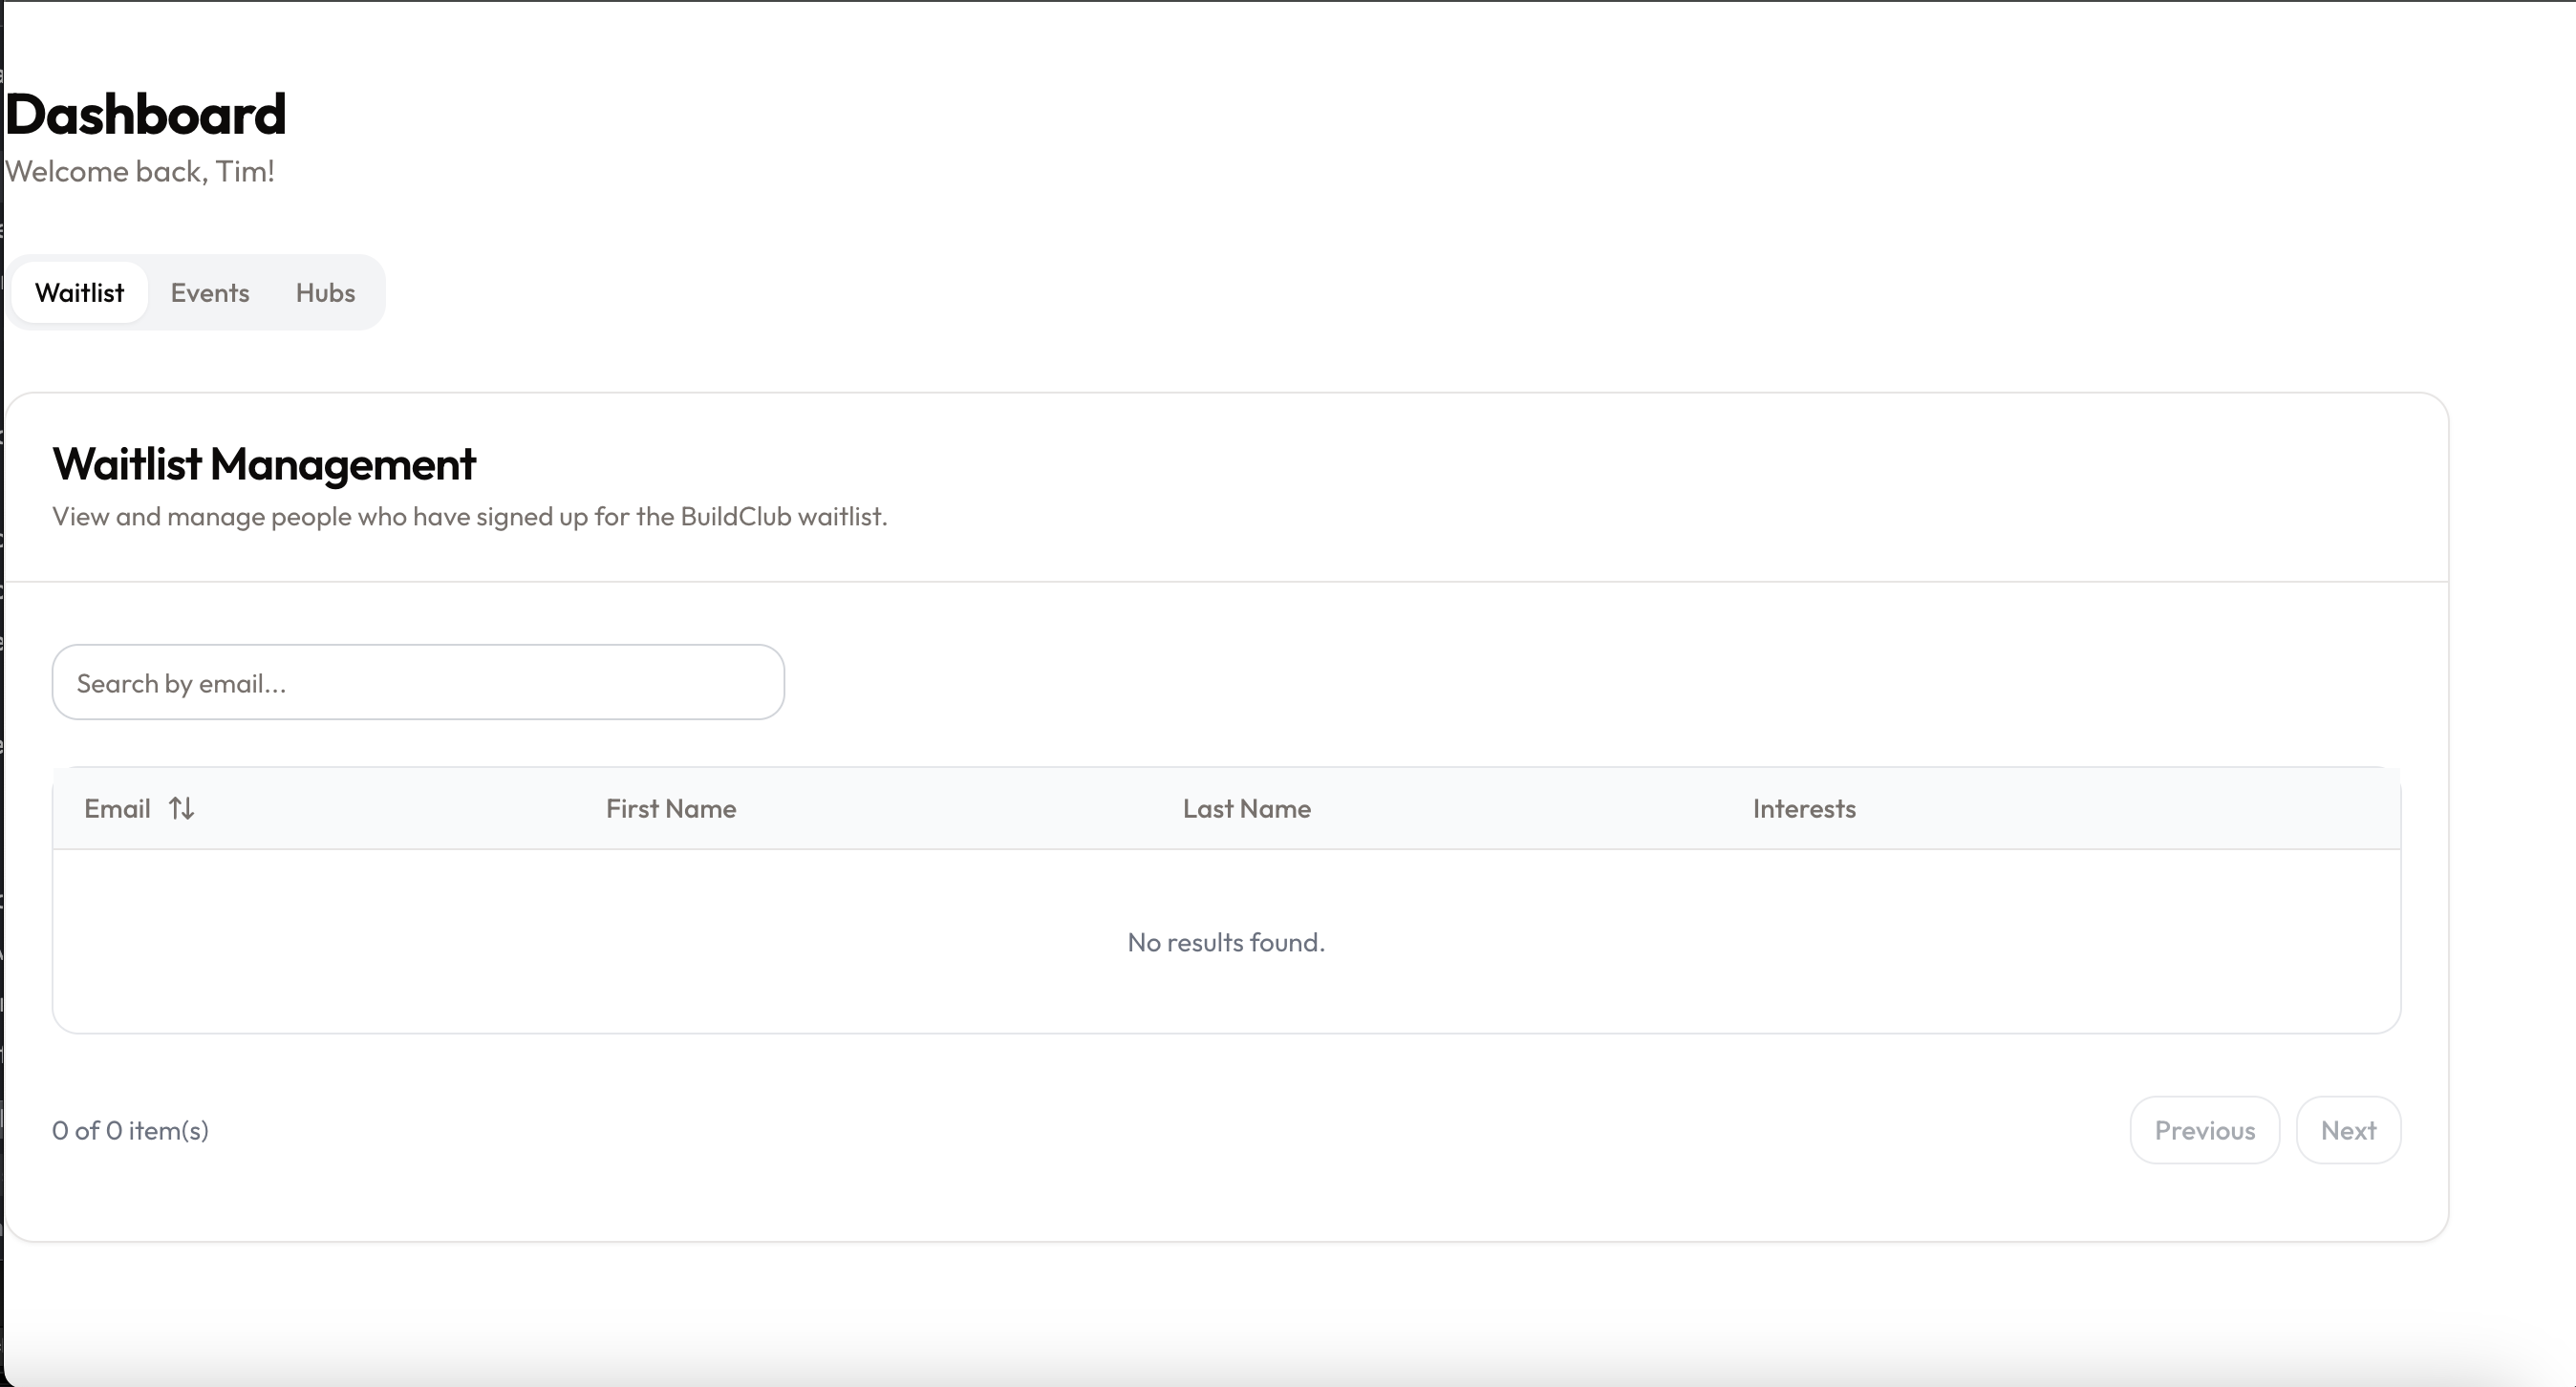 Dashboard
Welcome back, Tim!
Waitlist Events Hubs
Waitlist Management
View and manage people who have signed up for the BuildClub waitlist.
Search by email...
Email First Name Last Name Interests
No results found.
0 of 0 item(s) Previous Next